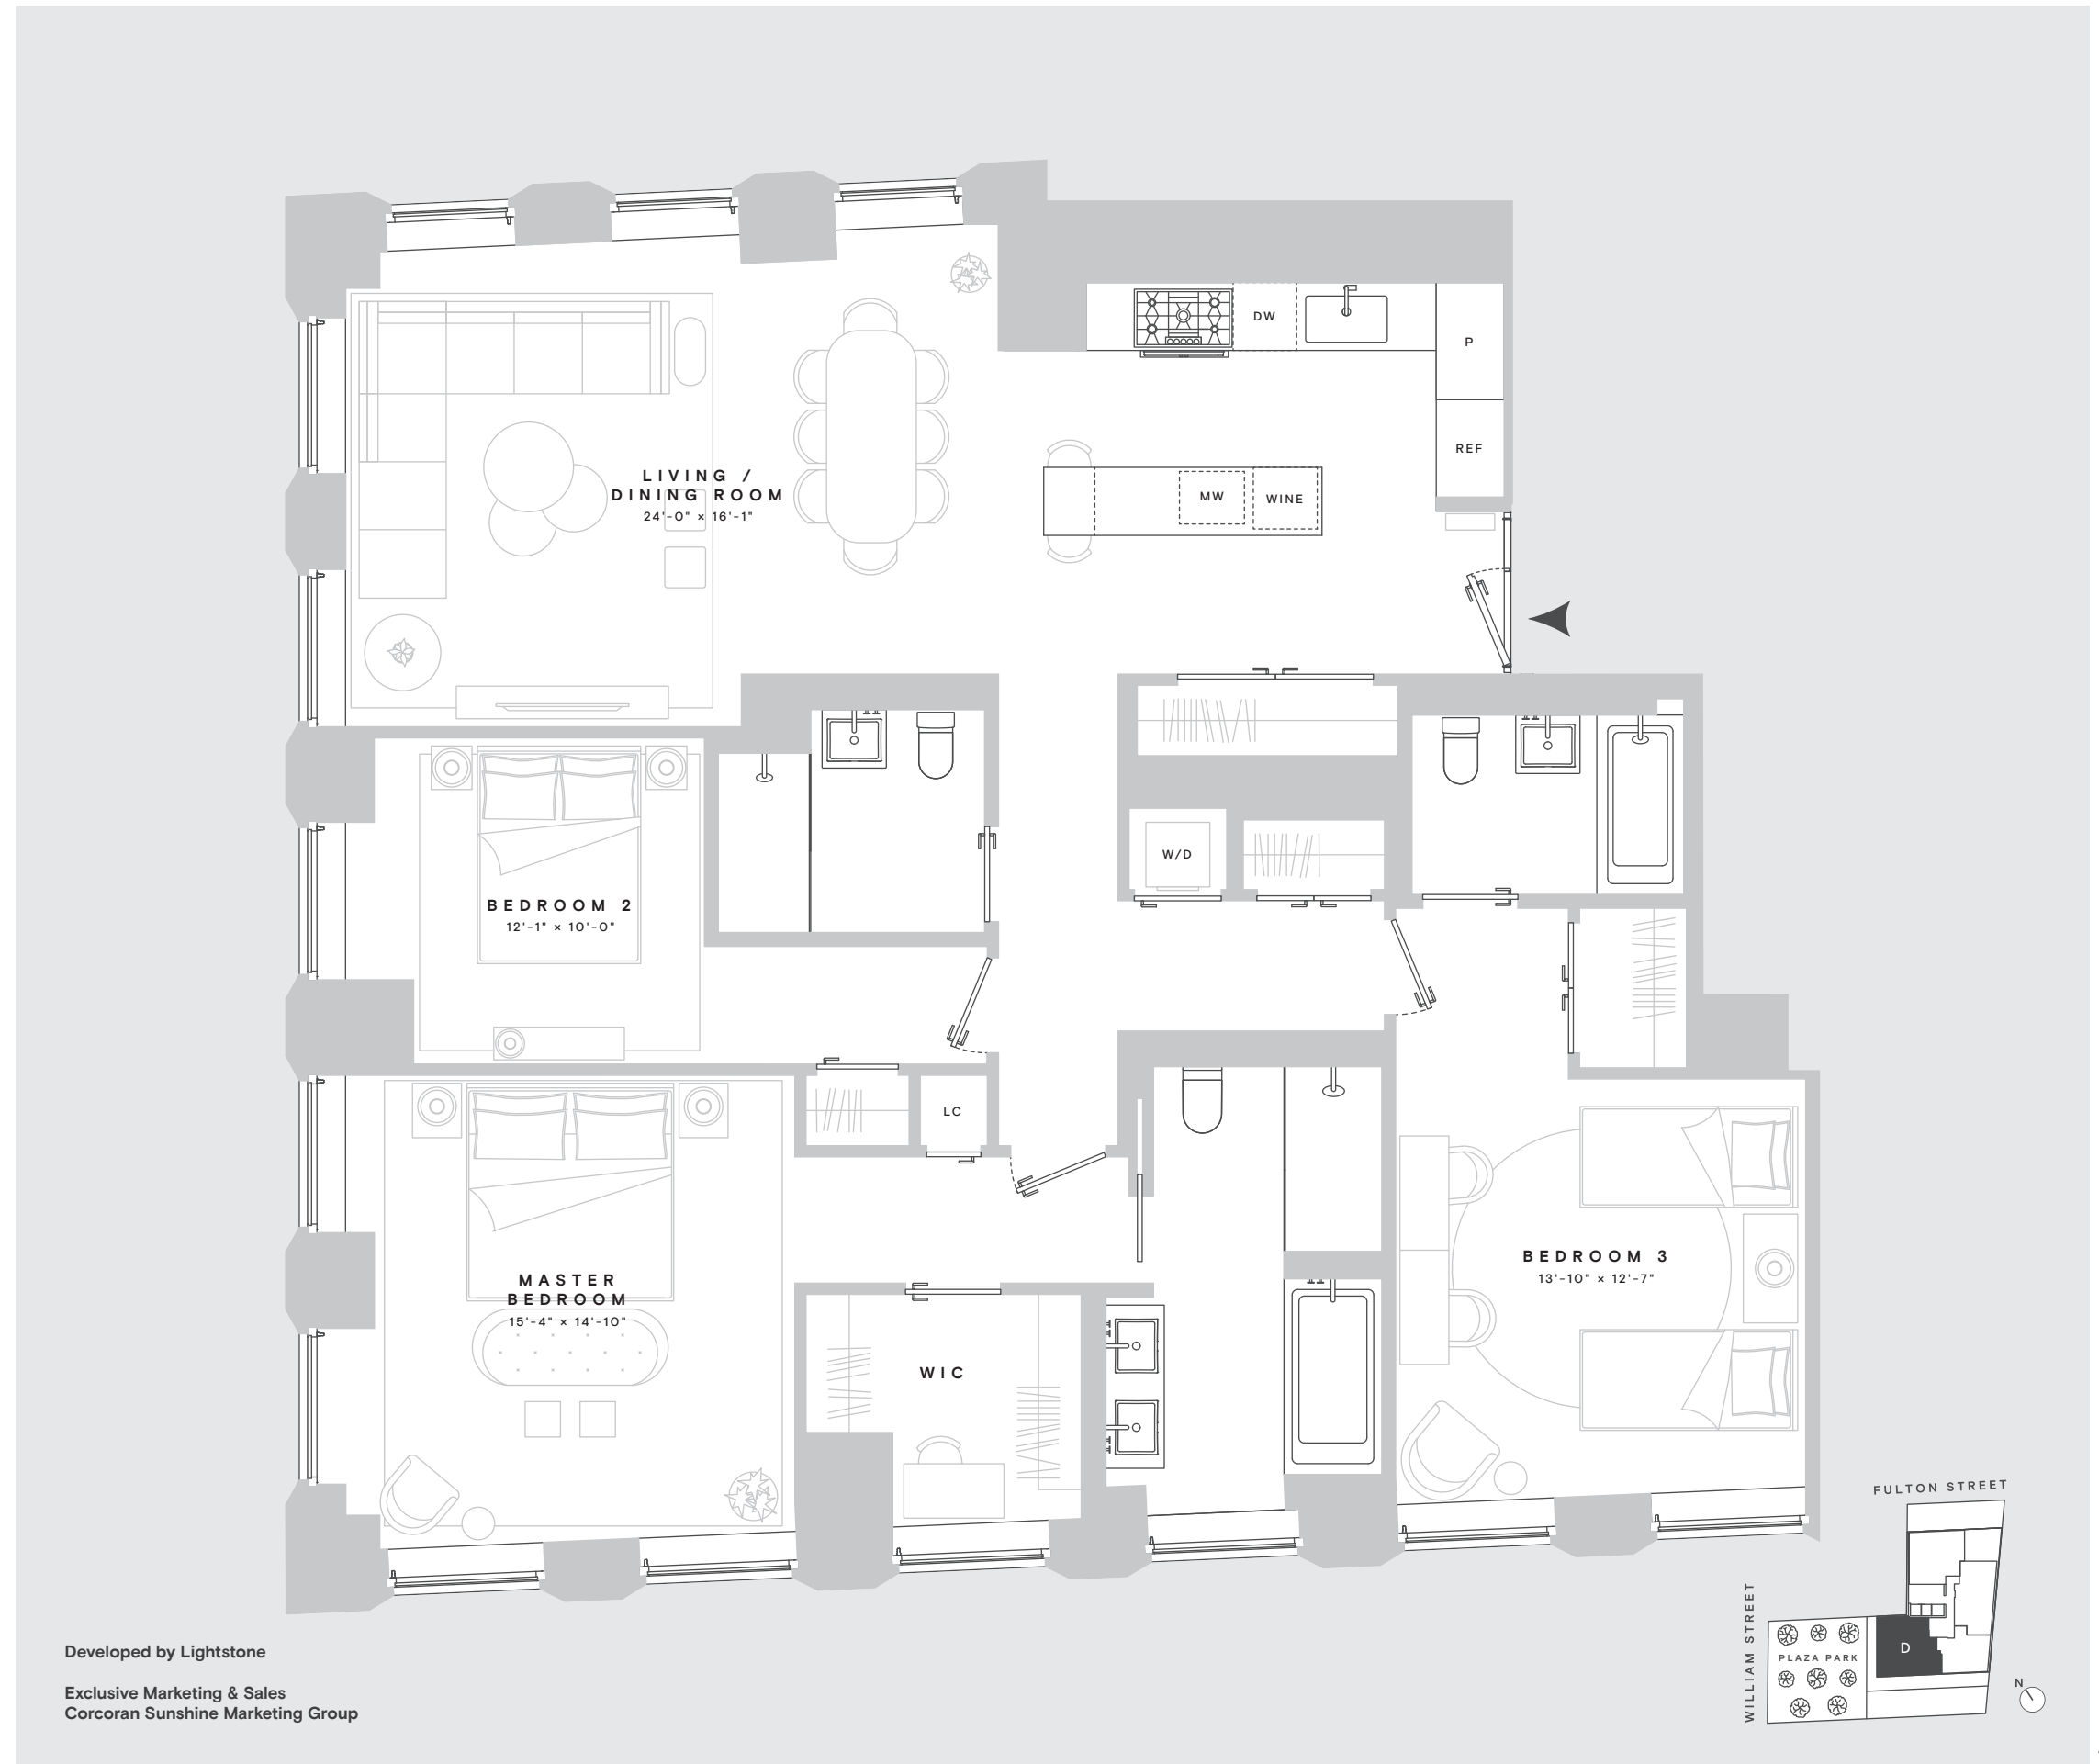 DW
P
REF
LIVING /
DINING ROOM
24'-0" × 16'-1"
MW
WINE
W/D
BEDROOM 2
12'-1" × 10'-0"
LC
MASTER
BEDROOM
15'-4" × 14'-10"
BEDROOM 3
13'-10" × 12'-7"
WIC
FULTON STREET
WILLIAM STREET
PLAZA PARK
D
N
Developed by Lightstone
Exclusive Marketing & Sales
Corcoran Sunshine Marketing Group